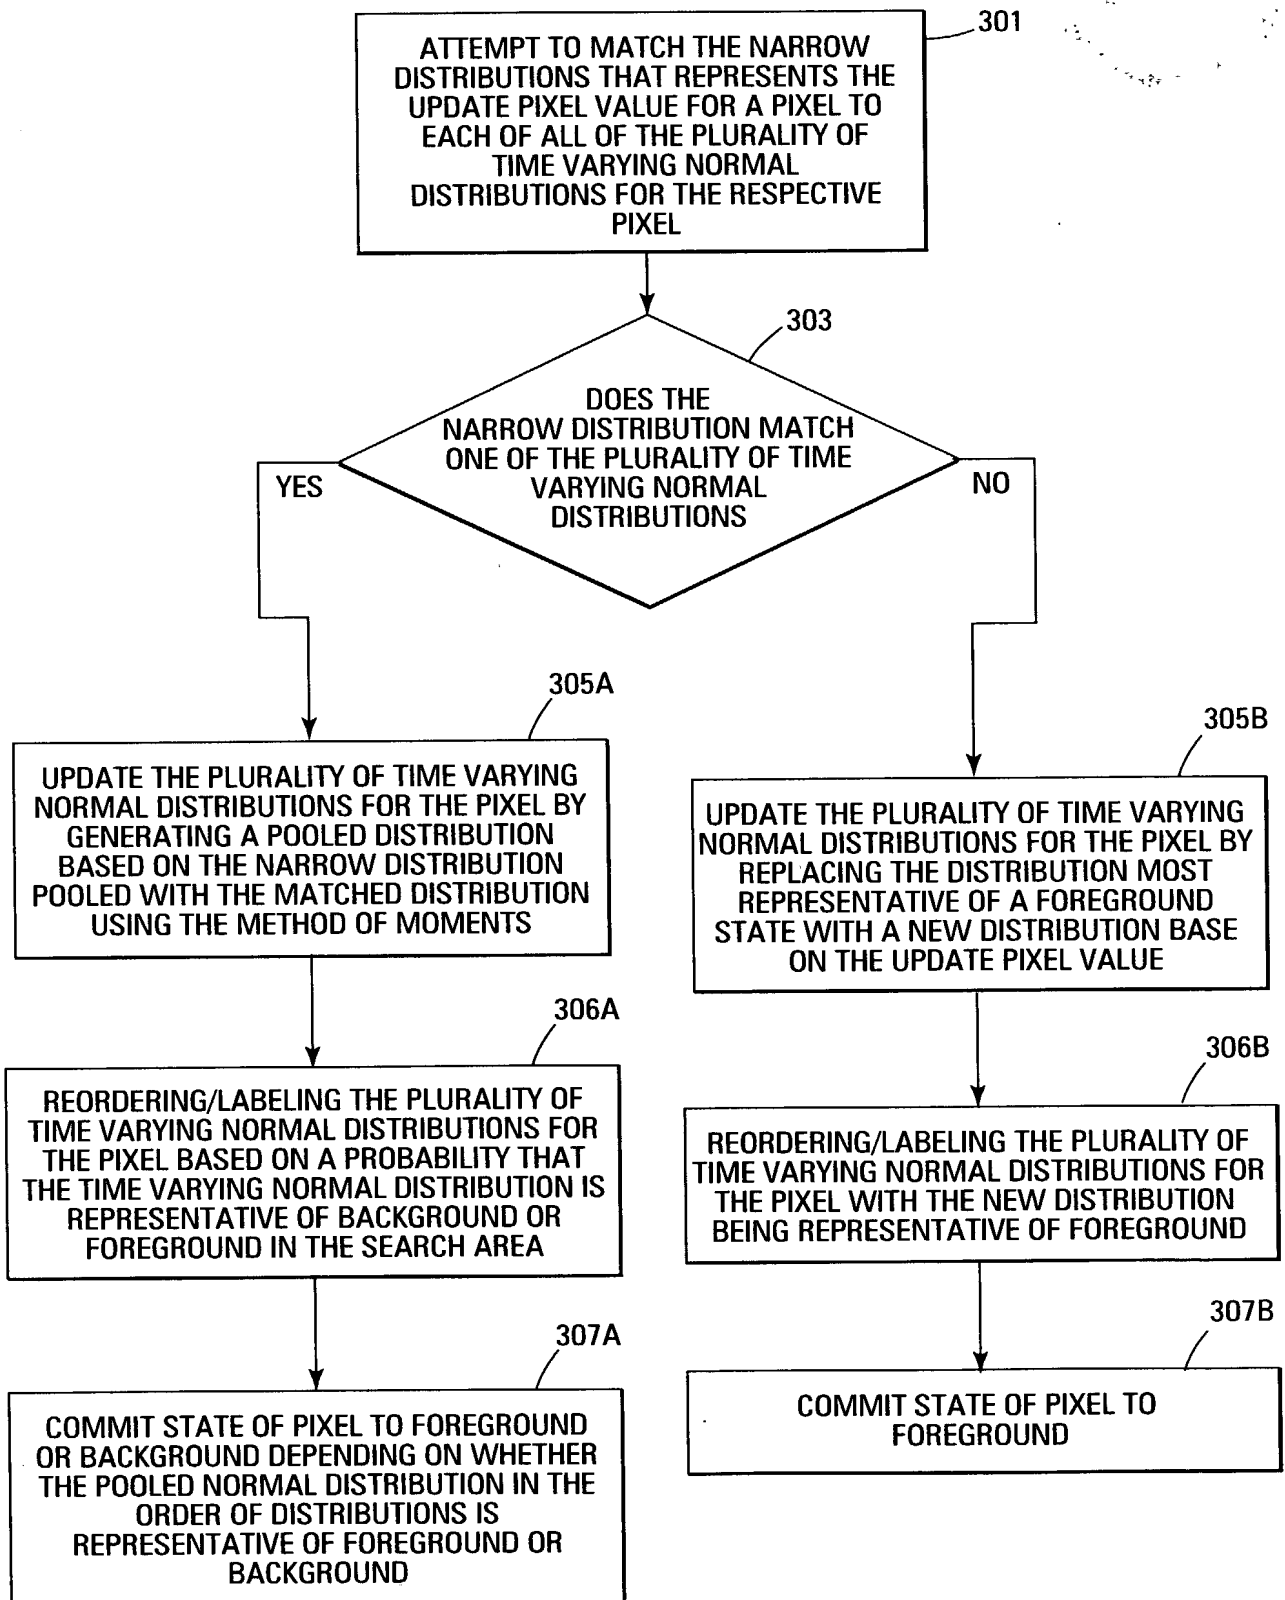 301
ATTEMPT TO MATCH THE NARROW
DISTRIBUTIONS THAT REPRESENTS THE
UPDATE PIXEL VALUE FOR A PIXEL TO
EACH OF ALL OF THE PLURALITY OF
TIME VARYING NORMAL
DISTRIBUTIONS FOR THE RESPECTIVE
PIXEL
303
DOES THE
NARROW DISTRIBUTION MATCH
ONE OF THE PLURALITY OF TIME
VARYING NORMAL
DISTRIBUTIONS
YES
NO
305A
UPDATE THE PLURALITY OF TIME VARYING
NORMAL DISTRIBUTIONS FOR THE PIXEL BY
GENERATING A POOLED DISTRIBUTION
BASED ON THE NARROW DISTRIBUTION
POOLED WITH THE MATCHED DISTRIBUTION
USING THE METHOD OF MOMENTS
305B
UPDATE THE PLURALITY OF TIME VARYING
NORMAL DISTRIBUTIONS FOR THE PIXEL BY
REPLACING THE DISTRIBUTION MOST
REPRESENTATIVE OF A FOREGROUND
STATE WITH A NEW DISTRIBUTION BASE
ON THE UPDATE PIXEL VALUE
306A
REORDERING/LABELING THE PLURALITY OF
TIME VARYING NORMAL DISTRIBUTIONS FOR
THE PIXEL BASED ON A PROBABILITY THAT
THE TIME VARYING NORMAL DISTRIBUTION IS
REPRESENTATIVE OF BACKGROUND OR
FOREGROUND IN THE SEARCH AREA
306B
REORDERING/LABELING THE PLURALITY OF
TIME VARYING NORMAL DISTRIBUTIONS FOR
THE PIXEL WITH THE NEW DISTRIBUTION
BEING REPRESENTATIVE OF FOREGROUND
307A
COMMIT STATE OF PIXEL TO FOREGROUND
OR BACKGROUND DEPENDING ON WHETHER
THE POOLED NORMAL DISTRIBUTION IN THE
ORDER OF DISTRIBUTIONS IS
REPRESENTATIVE OF FOREGROUND OR
BACKGROUND
307B
COMMIT STATE OF PIXEL TO
FOREGROUND